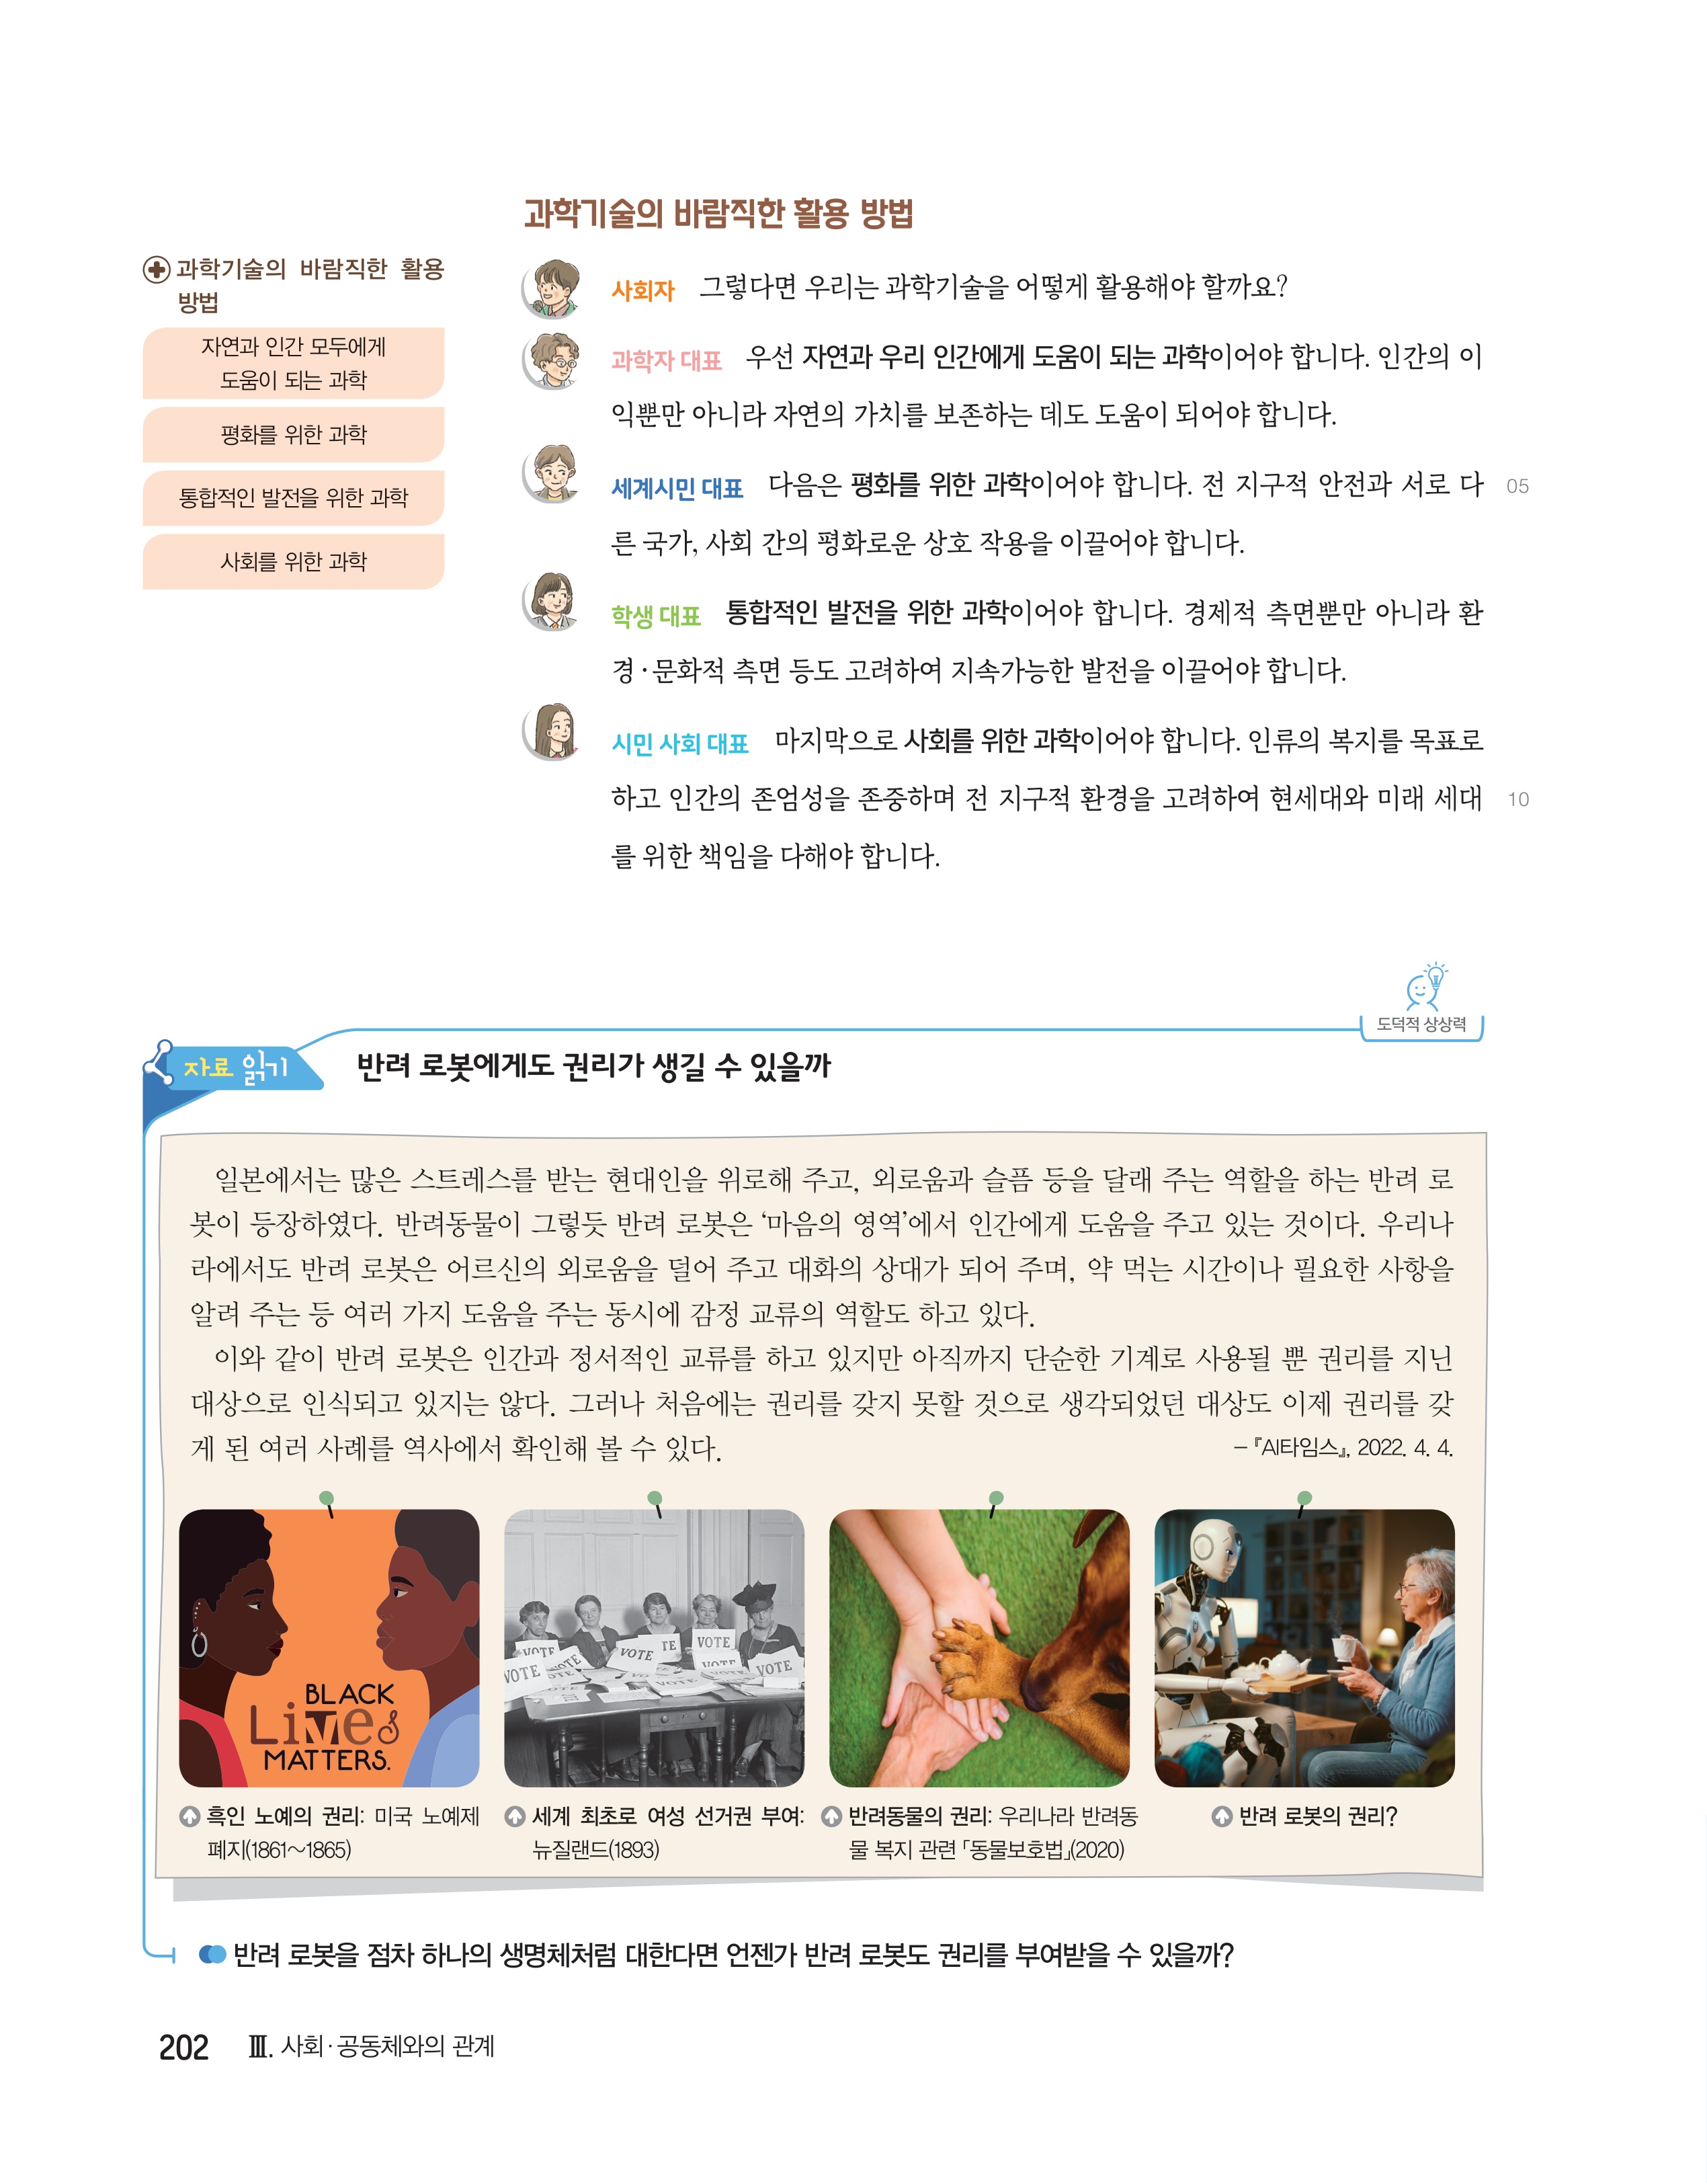 과학기술의 바람직한 활용 방법
과학기술의 바람직한 활용
방법
자연과 인간 모두에게
도움이 되는 과학
평화를 위한 과학
통합적인 발전을 위한 과학
사회를 위한 과학
사회자 그렇다면 우리는 과학기술을 어떻게 활용해야 할까요?
과학자 대표 우선 자연과 우리 인간에게 도움이 되는 과학이어야 합니다. 인간의 이
익뿐만 아니라 자연의 가치를 보존하는 데도 도움이 되어야 합니다.
세계시민 대표 다음은 평화를 위한 과학이어야 합니다. 전 지구적 안전과 서로 다 05
른 국가, 사회 간의 평화로운 상호 작용을 이끌어야 합니다.
학생 대표 통합적인 발전을 위한 과학이어야 합니다. 경제적 측면뿐만 아니라 환
경·문화적 측면 등도 고려하여 지속가능한 발전을 이끌어야 합니다.
시민 사회 대표 마지막으로 사회를 위한 과학이어야 합니다. 인류의 복지를 목표로
하고 인간의 존엄성을 존중하며 전 지구적 환경을 고려하여 현세대와 미래 세대 10
를 위한 책임을 다해야 합니다.
도덕적 상상력
자료 읽기 반려 로봇에게도 권리가 생길 수 있을까
일본에서는 많은 스트레스를 받는 현대인을 위로해 주고, 외로움과 슬픔 등을 달래 주는 역할을 하는 반려 로
봇이 등장하였다. 반려동물이 그렇듯 반려 로봇은 ‘마음의 영역’에서 인간에게 도움을 주고 있는 것이다. 우리나
라에서도 반려 로봇은 어르신의 외로움을 덜어 주고 대화의 상대가 되어 주며, 약 먹는 시간이나 필요한 사항을
알려 주는 등 여러 가지 도움을 주는 동시에 감정 교류의 역할도 하고 있다.
이와 같이 반려 로봇은 인간과 정서적인 교류를 하고 있지만 아직까지 단순한 기계로 사용될 뿐 권리를 지닌
대상으로 인식되고 있지는 않다. 그러나 처음에는 권리를 갖지 못할 것으로 생각되었던 대상도 이제 권리를 갖
게 된 여러 사례를 역사에서 확인해 볼 수 있다. – 『AI타임스』, 2022. 4. 4.
BLACK
LiVes
MATTERS.
VOTE
VOTE
VOTE
VOTE
VOTE
VOTE
VOTE
흑인 노예의 권리: 미국 노예제
폐지(1861~1865)
세계 최초로 여성 선거권 부여:
뉴질랜드(1893)
반려동물의 권리: 우리나라 반려동
물 복지 관련 「동물보호법」(2020)
반려 로봇의 권리?
반려 로봇을 점차 하나의 생명체처럼 대한다면 언젠가 반려 로봇도 권리를 부여받을 수 있을까?
202 Ⅲ. 사회·공동체와의 관계